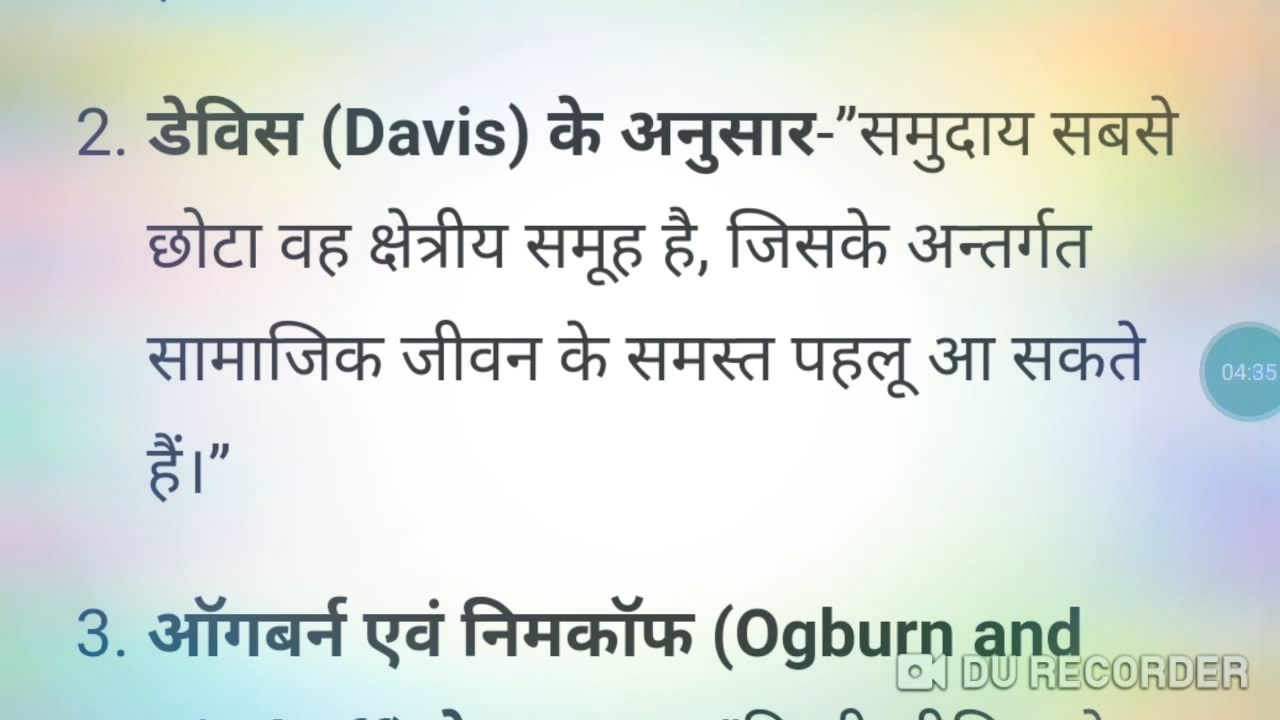 2. डेविस (Davis) के अनुसार-”समुदाय सबसे
छोटा वह क्षेत्रीय समूह है, जिसके अन्तर्गत
सामाजिक जीवन के समस्त पहलू आ सकते
हैं।”
04:35
3. ऑगबर्न एवं निमकॉफ (Ogburn and
DU RECORDER